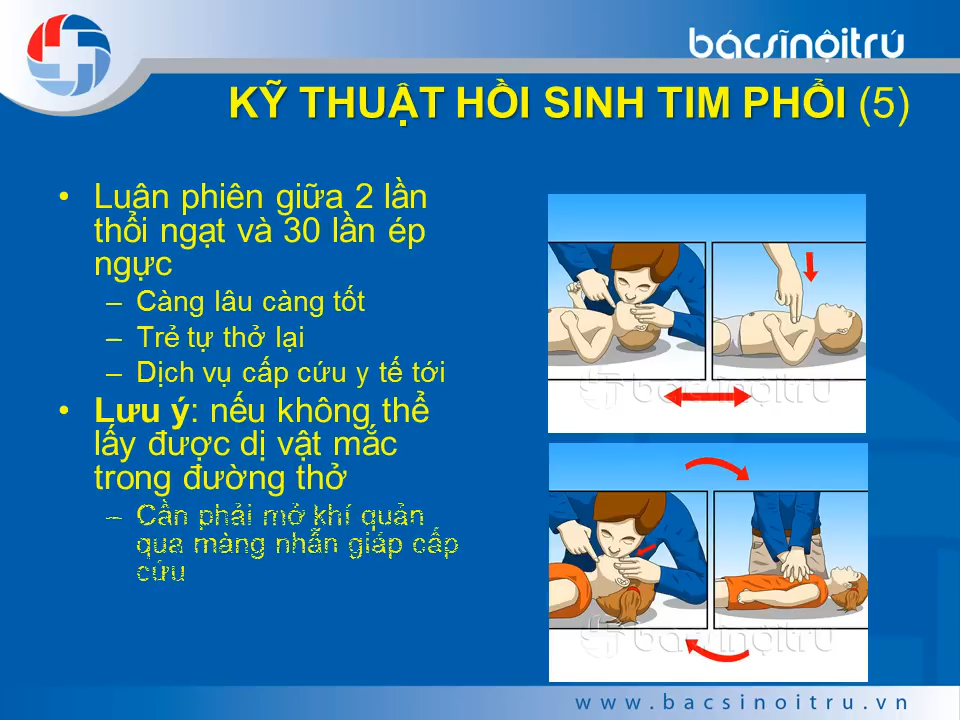 bácsĩnộitrú
KỸ THUẬT HỒI SINH TIM PHỔI (5)
• Luân phiên giữa 2 lần
thổi ngạt và 30 lần ép
ngực
– Càng lâu càng tốt
– Trẻ tự thở lại
– Dịch vụ cấp cứu y tế tới
• Lưu ý: nếu không thể
lấy được dị vật mắc
trong đường thở
– Cần phải mở khí quản
qua màng nhẫn giáp cấp
cứu
bácsĩnộitrú
bácsĩnộitrú
www.bacsinoitru.vn